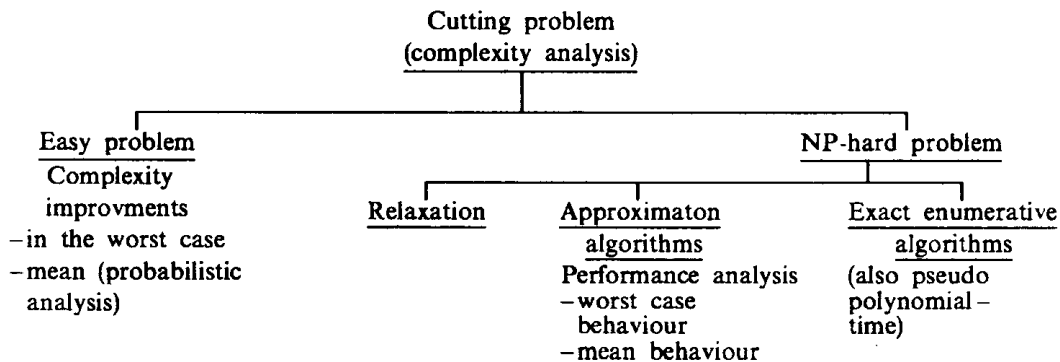 Cutting problem
(complexity analysis)
Easy problem
Complexity
improvments
–in the worst case
–mean (probabilistic
analysis)
NP-hard problem
Relaxation
Approximaton
algorithms
Performance analysis
–worst case
behaviour
–mean behaviour
Exact enumerative
algorithms
(also pseudo
polynomial–
time)